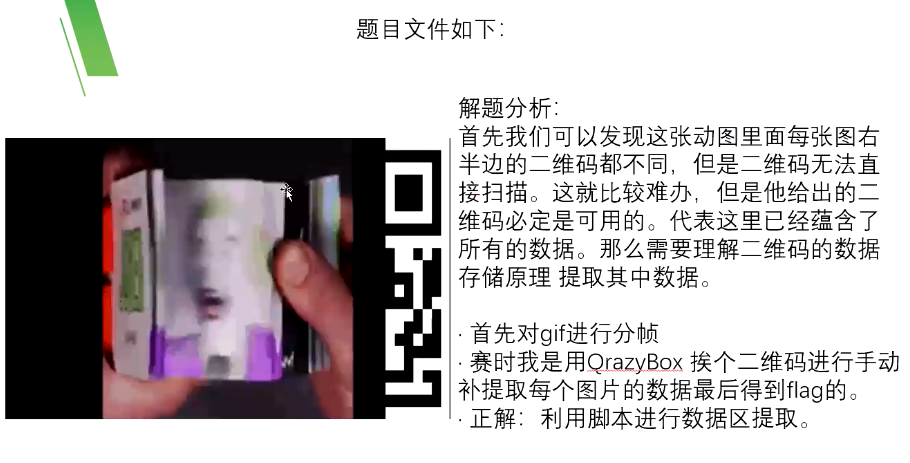 题目文件如下：
解题分析：
首先我们可以发现这张动图里面每张图右
半边的二维码都不同，但是二维码无法直
接扫描。这就比较难办，但是他给出的二
维码必定是可用的。代表这里已经蕴含了
所有的数据。那么需要理解二维码的数据
存储原理 提取其中数据。
· 首先对gif进行分帧
· 赛时我是用QrazyBox 挨个二维码进行手动
补提取每个图片的数据最后得到flag的。
· 正解：利用脚本进行数据区提取。